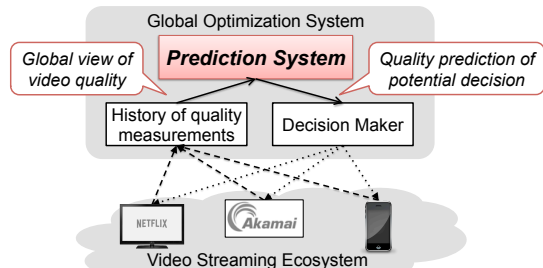 Global Optimization System
Global view of
video quality
Prediction System
Quality prediction of
potential decision
History of quality
measurements
Decision Maker
NETFLIX
Akamai
Video Streaming Ecosystem